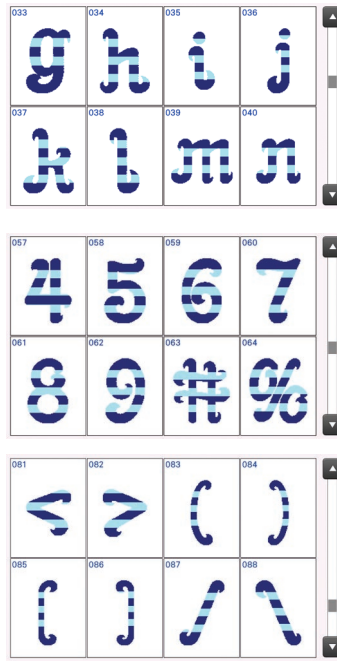 033 034 035 036
g h i j
037 038 039 040
k l m n
057 058 059 060
4 5 6 7
061 062 063 064
8 9 # %
081 082 083 084
< > ( )
085 086 087 088
[ ] / \